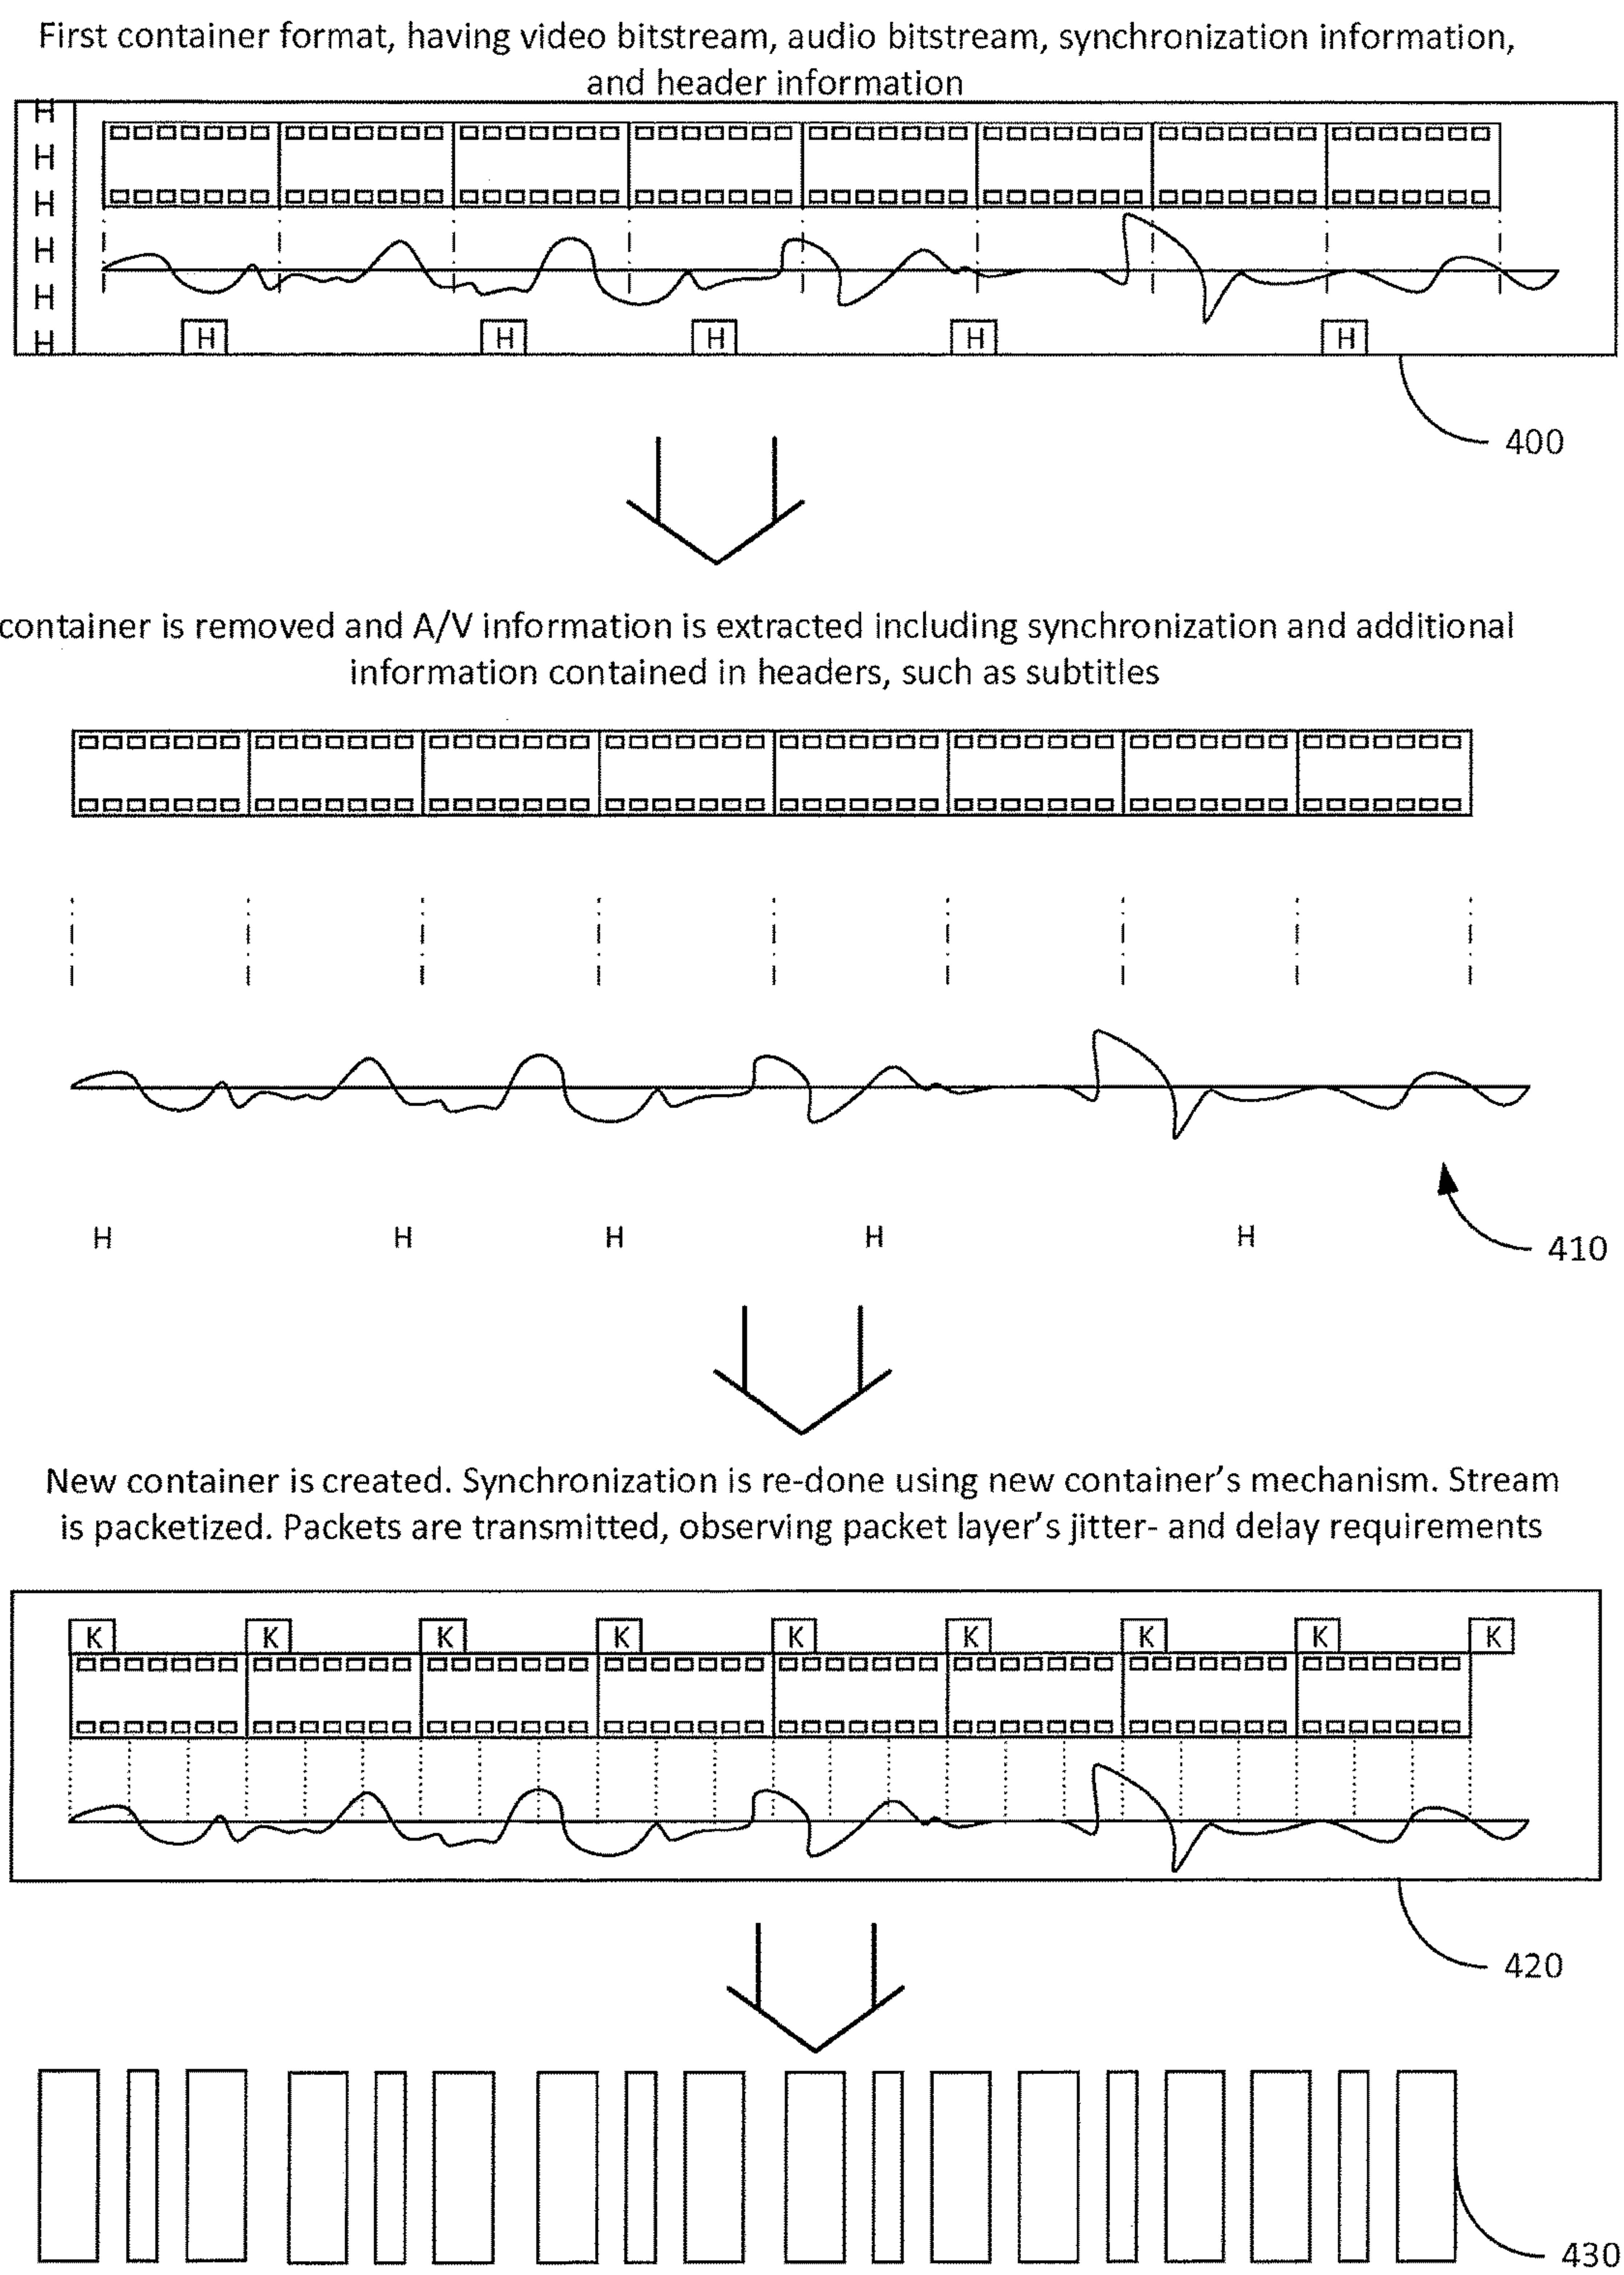 First container format, having video bitstream, audio bitstream, synchronization information,
and header information
H
H
H
H
H
H
H H H H H
400
container is removed and A/V information is extracted including synchronization and additional
information contained in headers, such as subtitles
H H H H H
410
New container is created. Synchronization is re-done using new container's mechanism. Stream
is packetized. Packets are transmitted, observing packet layer's jitter- and delay requirements
K K K K K K K K K
420
430